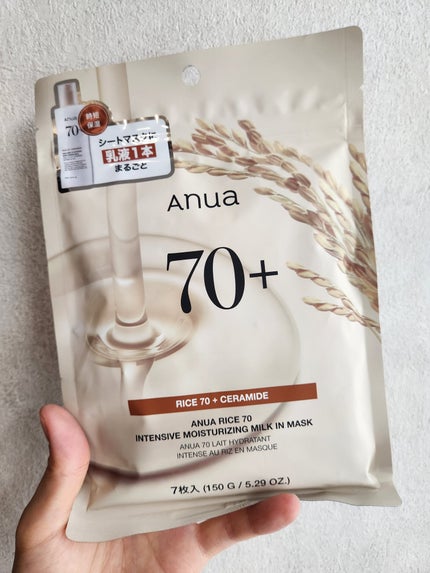 Anua
70+
時短
保湿
シートマスクに
乳液1本
まるごと
Anua
70+
RICE 70 + CERAMIDE
ANUA RICE 70
INTENSIVE MOISTURIZING MILK IN MASK
ANUA 70 LAIT HYDRATANT
INTENSE AU RIZ EN MASQUE
7枚入 (150 G / 5.29 OZ.)